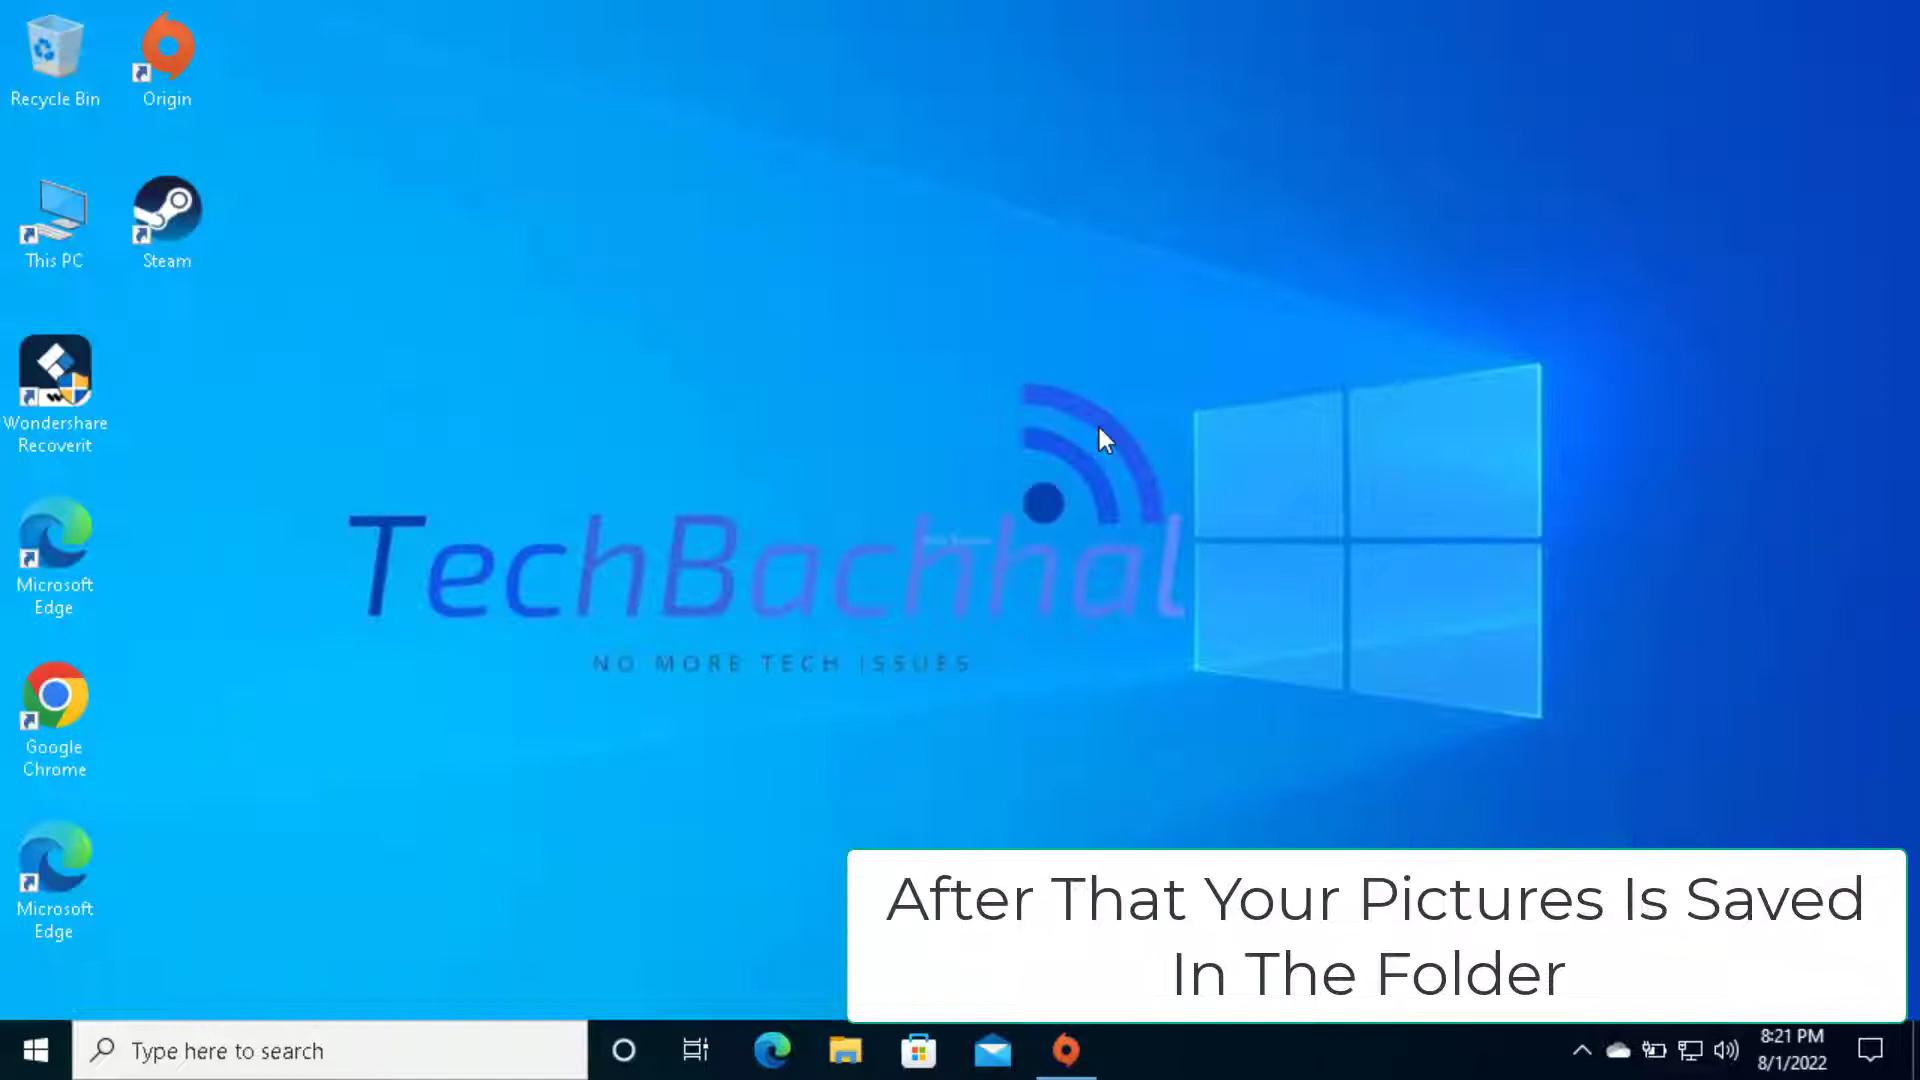 Recycle Bin
Origin
This PC
Steam
Wondershare
Recoverit
Microsoft
Edge
Google
Chrome
Microsoft
Edge
TechBachhal
NO MORE TECH ISSUES
After That Your Pictures Is Saved
In The Folder
Type here to search
8:21 PM
8/1/2022